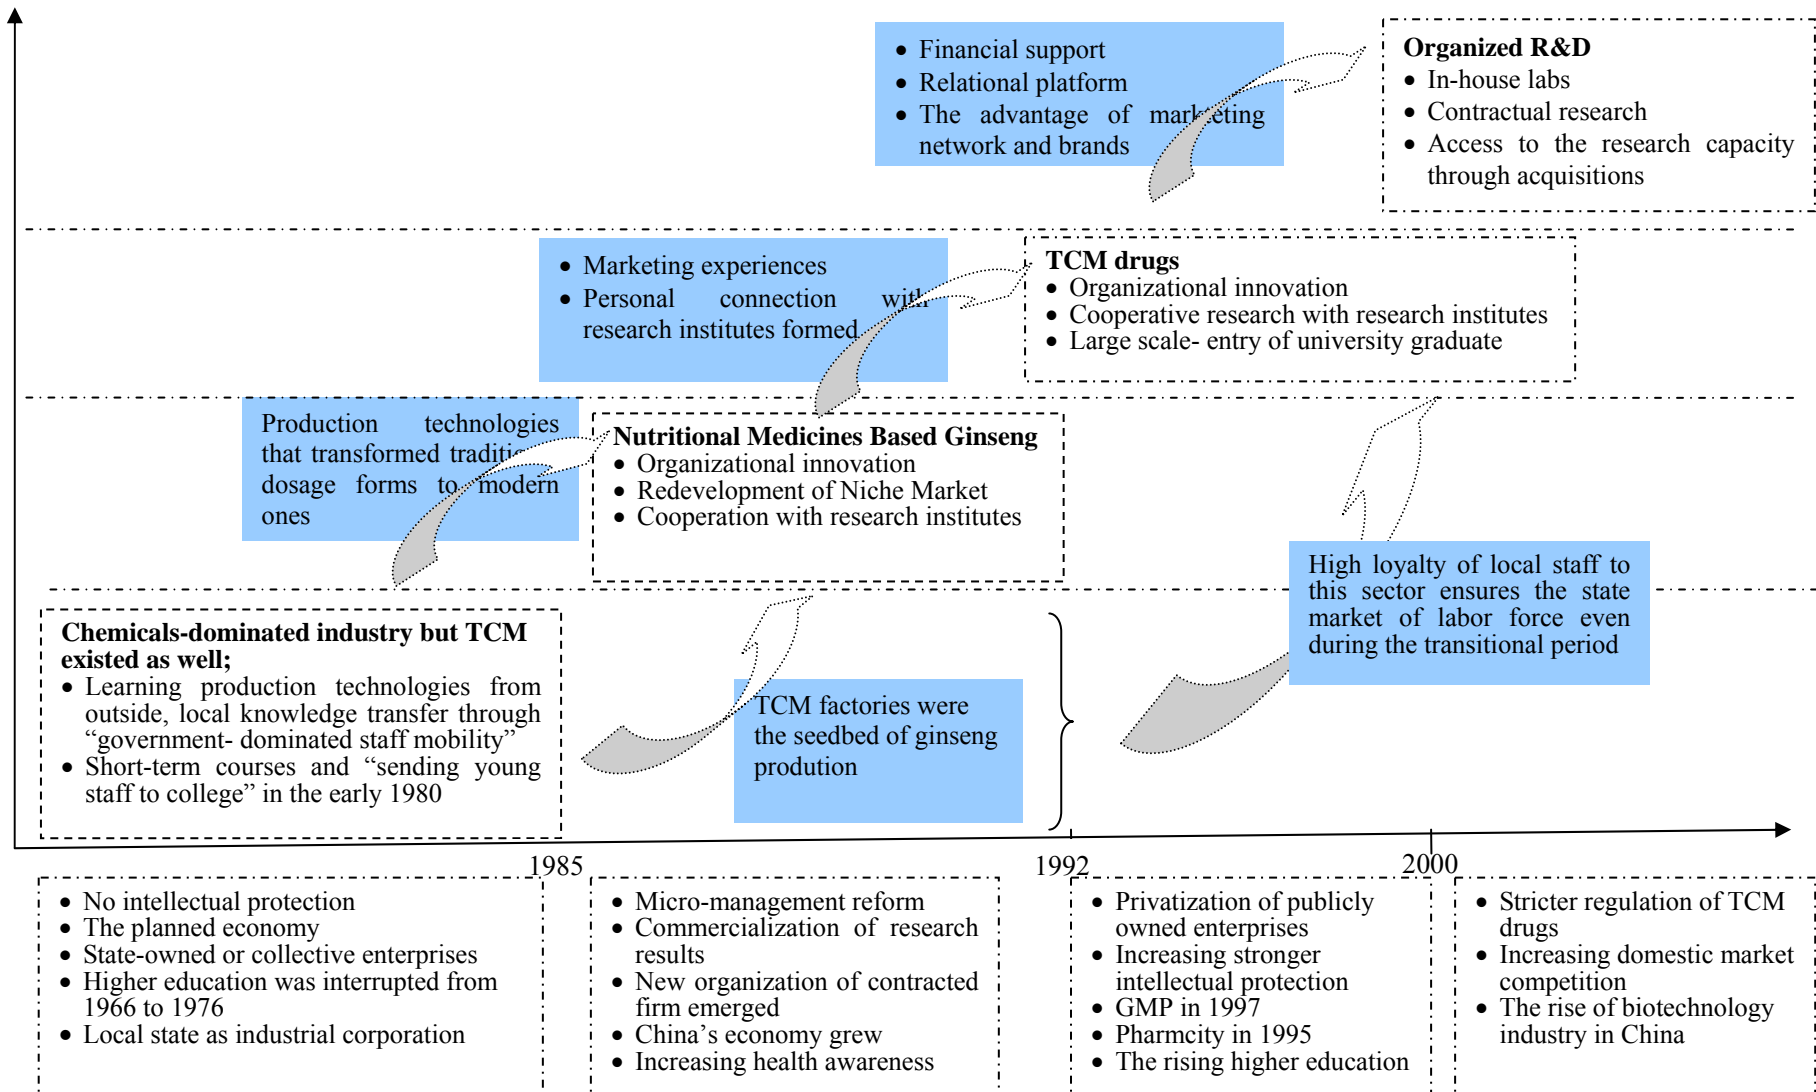 • Financial support
• Relational platform
• The advantage of marketing
network and brands
Organized R&D
• In-house labs
• Contractual research
• Access to the research capacity
through acquisitions
• Marketing experiences
• Personal connection with
research institutes formed
TCM drugs
• Organizational innovation
• Cooperative research with research institutes
• Large scale- entry of university graduate
Production technologies
that transformed tradition
dosage forms to modern
ones
Nutritional Medicines Based Ginseng
• Organizational innovation
• Redevelopment of Niche Market
• Cooperation with research institutes
High loyalty of local staff to
this sector ensures the state
market of labor force even
during the transitional period
Chemicals-dominated industry but TCM
existed as well;
• Learning production technologies from
outside, local knowledge transfer through
“government- dominated staff mobility”
• Short-term courses and “sending young
staff to college” in the early 1980
TCM factories were
the seedbed of ginseng
prodution
1985
1992
2000
• No intellectual protection
• The planned economy
• State-owned or collective enterprises
• Higher education was interrupted from
1966 to 1976
• Local state as industrial corporation
• Micro-management reform
• Commercialization of research
results
• New organization of contracted
firm emerged
• China’s economy grew
• Increasing health awareness
• Privatization of publicly
owned enterprises
• Increasing stronger
intellectual protection
• GMP in 1997
• Pharmcity in 1995
• The rising higher education
• Stricter regulation of TCM
drugs
• Increasing domestic market
competition
• The rise of biotechnology
industry in China